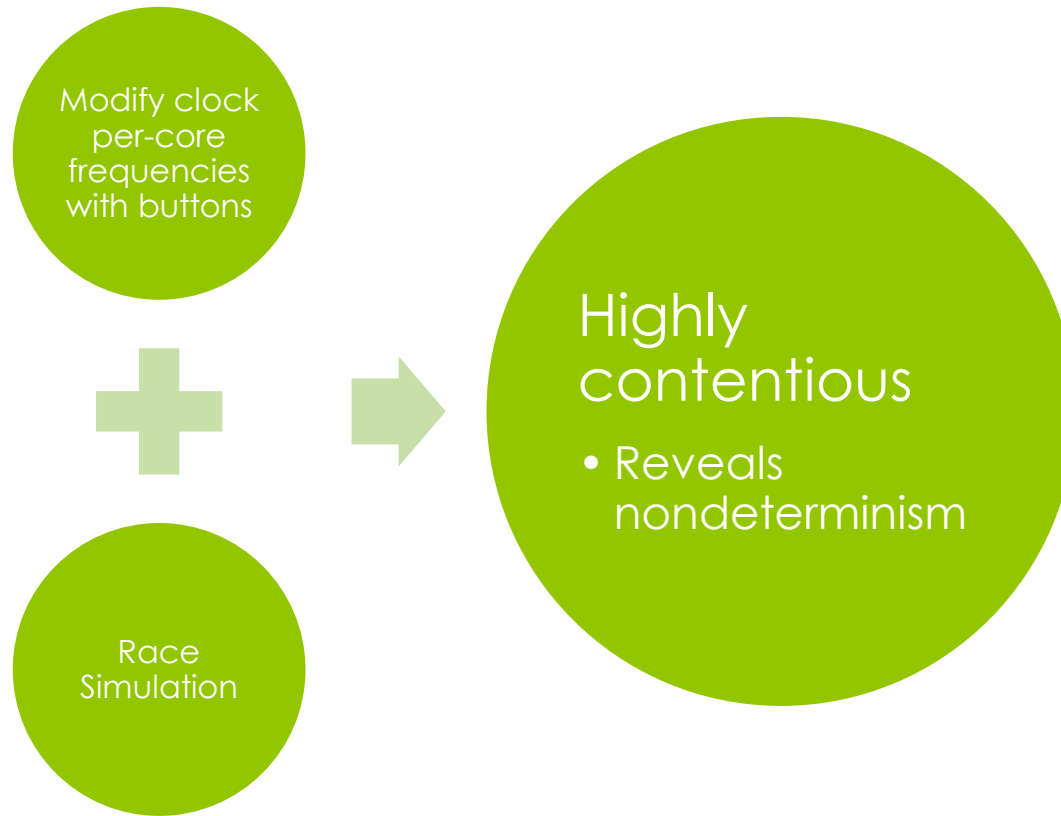 Modify clock
per-core
frequencies
with buttons
Race
Simulation
Highly
contentious
• Reveals
nondeterminism